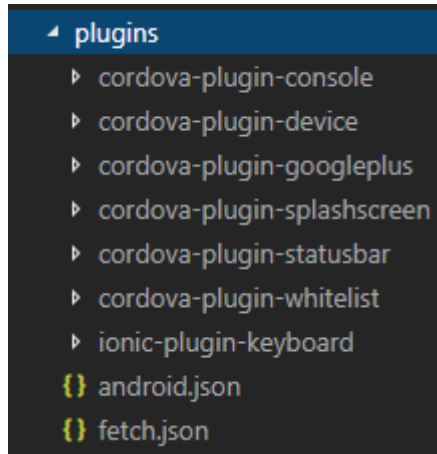 plugins
cordova-plugin-console
cordova-plugin-device
cordova-plugin-googleplus
cordova-plugin-splashscreen
cordova-plugin-statusbar
cordova-plugin-whitelist
ionic-plugin-keyboard
{} android.json
{} fetch.json